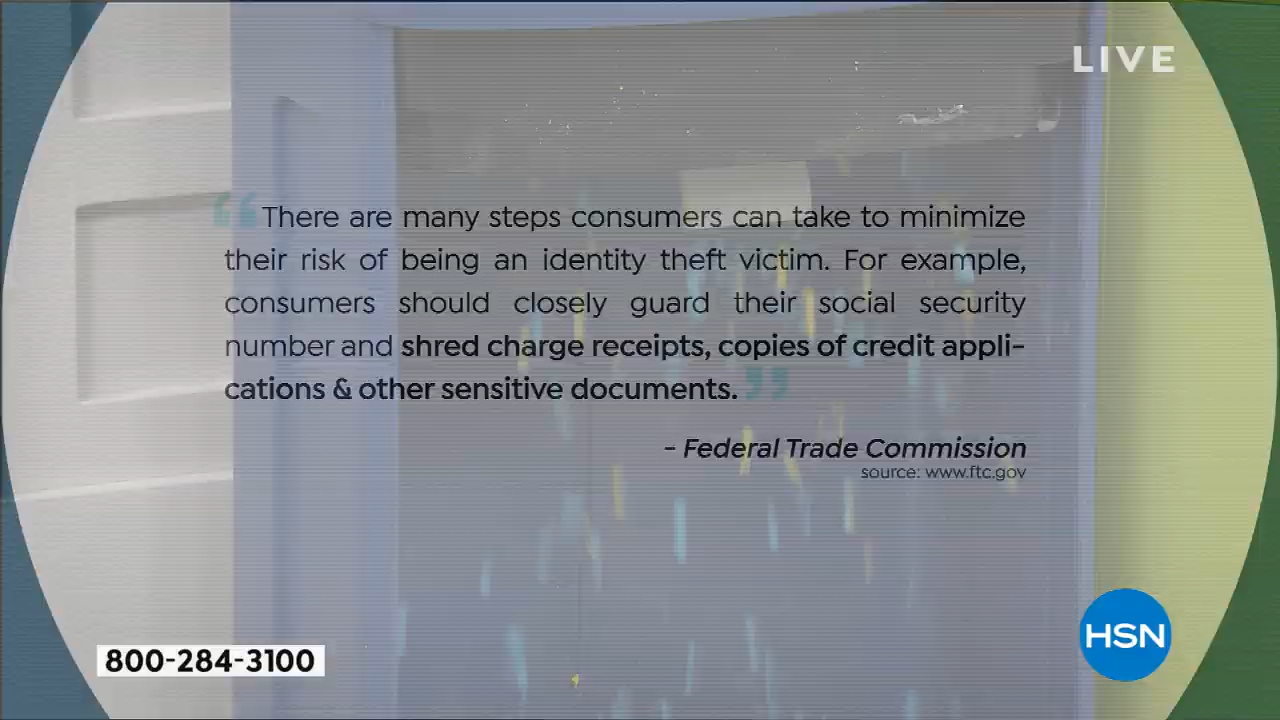 LIVE
“There are many steps consumers can take to minimize
their risk of being an identity theft victim. For example,
consumers should closely guard their social security
number and shred charge receipts, copies of credit appli-
cations & other sensitive documents.”
- Federal Trade Commission
source: www.ftc.gov
HSN
800-284-3100